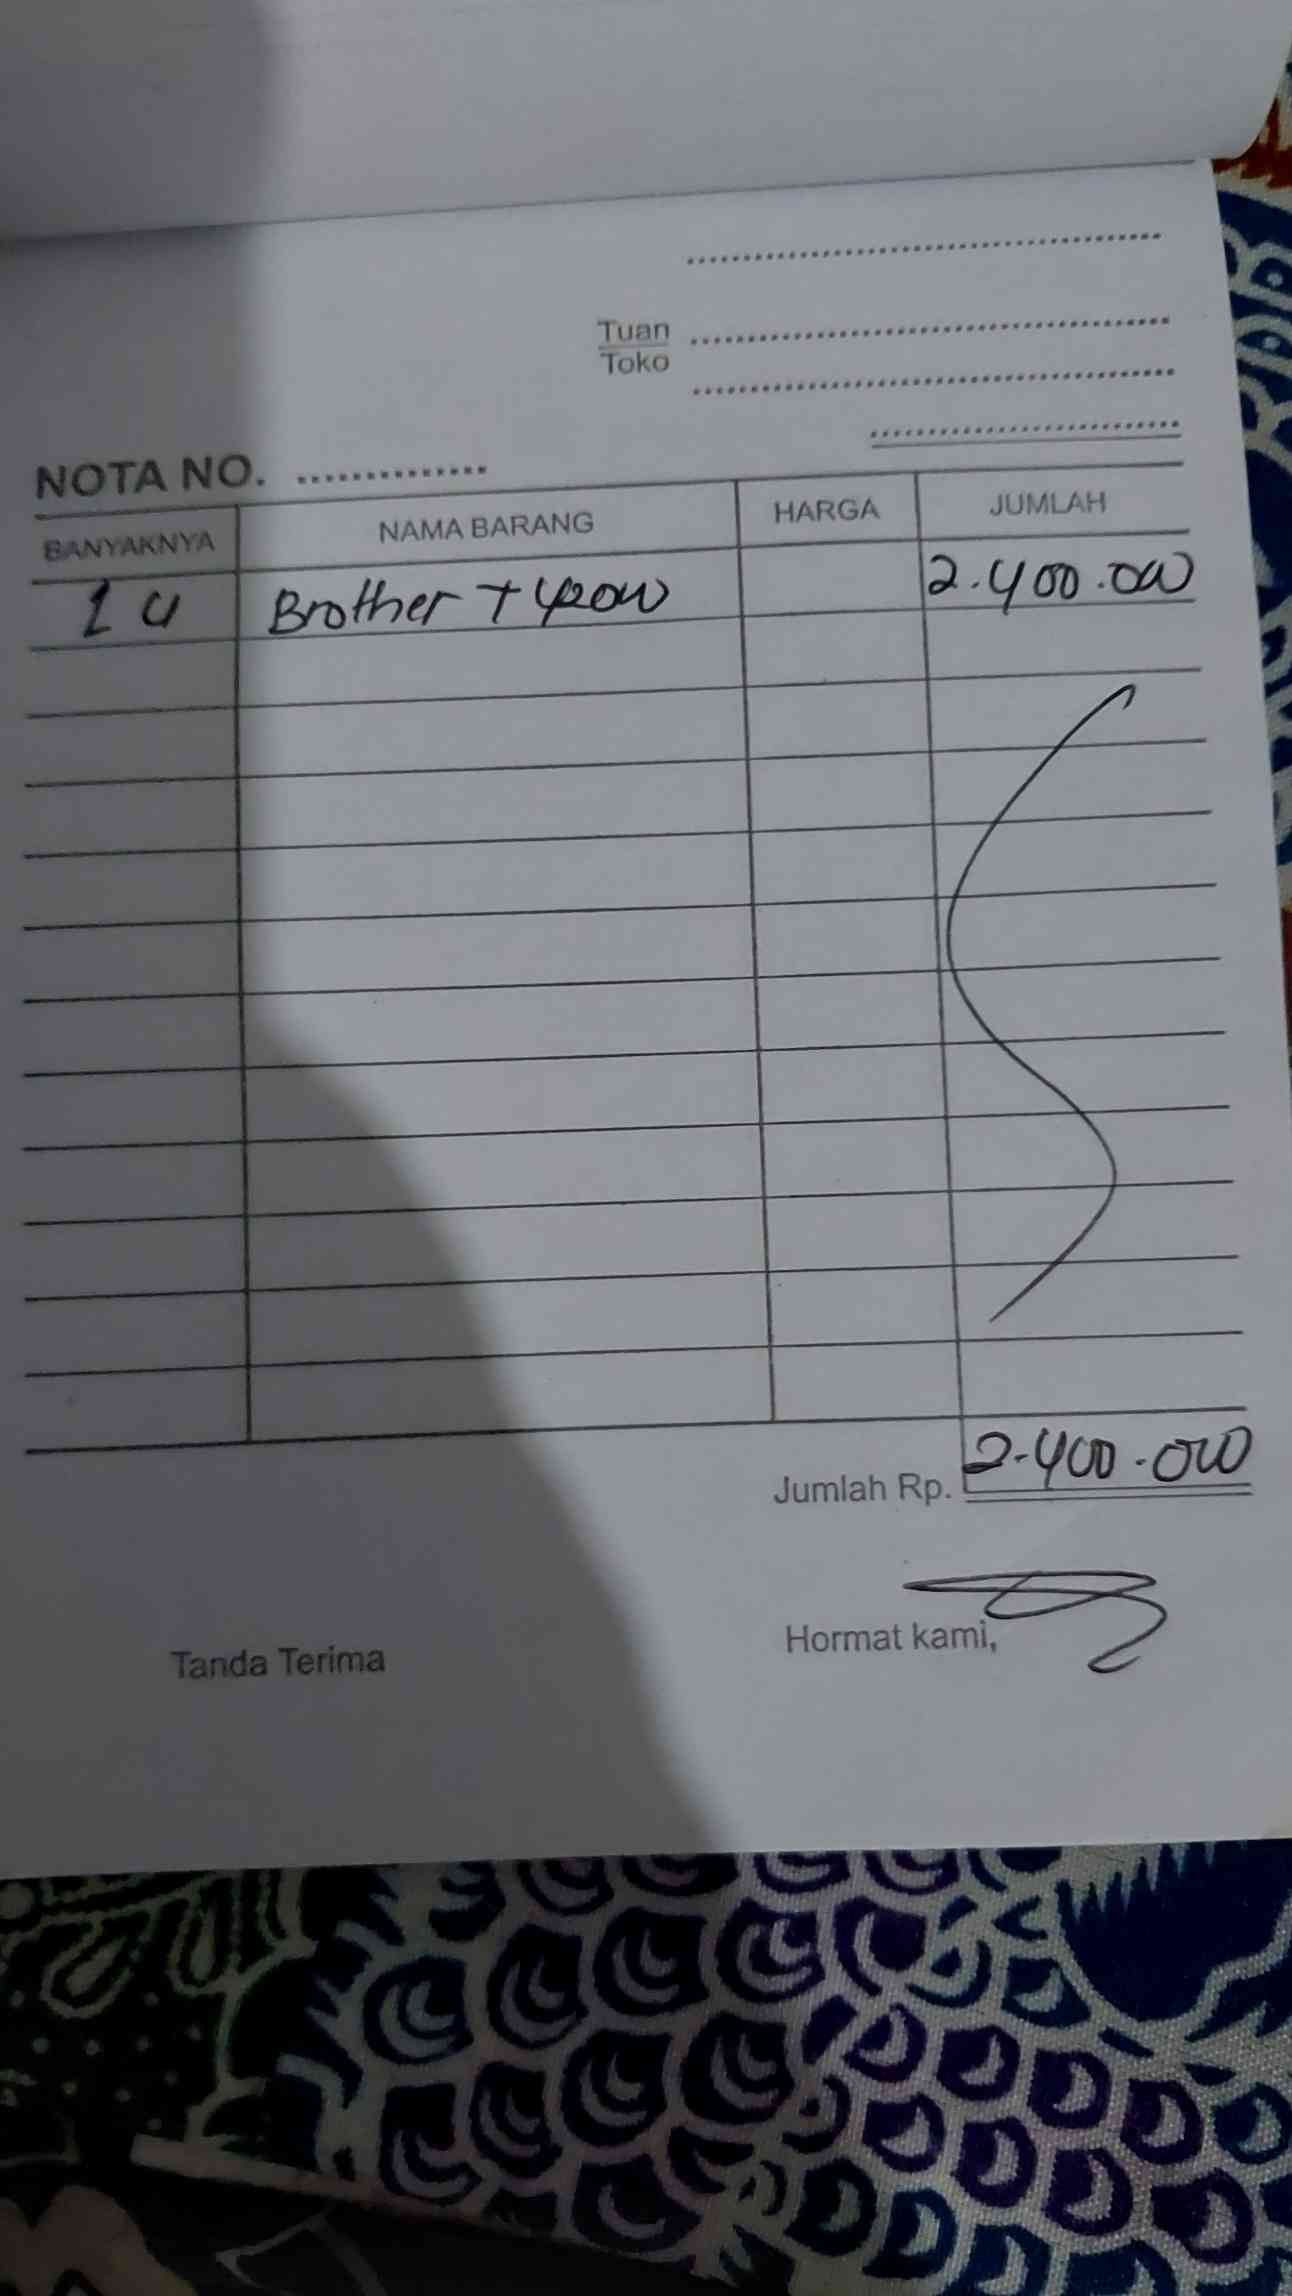 Tuan
Toko
NOTA NO.
BANYAKNYA NAMA BARANG HARGA JUMLAH
1 U Brother T420W 2.400.000
Jumlah Rp. 2.400.000
Tanda Terima Hormat kami,